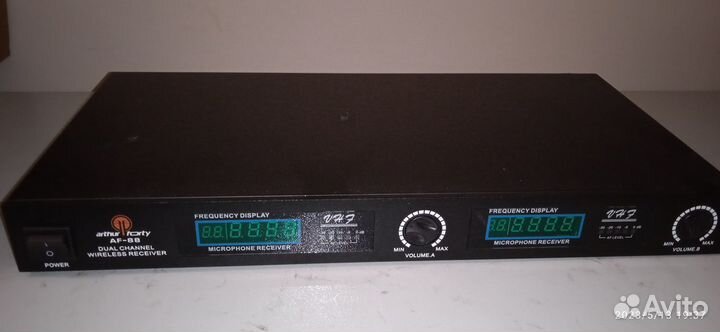 arthur forty
AF-88
DUAL CHANNEL
WIRELESS RECEIVER
POWER
FREQUENCY DISPLAY
MICROPHONE RECEIVER
VHF
MIN
MAX
VOLUME.A
FREQUENCY DISPLAY
MICROPHONE RECEIVER
VHF
AF LEVEL
MIN
MAX
VOLUME.B
Avito